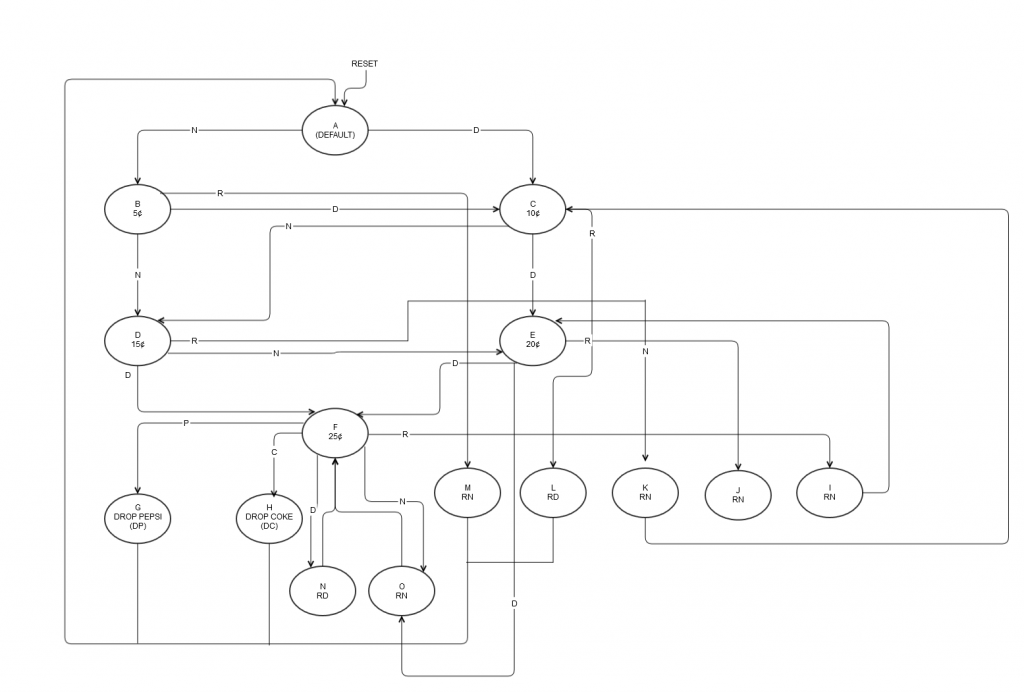 RESET
A
(DEFAULT)
N
D
B
5¢
R
D
C
10¢
N
R
N
D
D
15¢
R
N
E
20¢
R
N
D
D
F
25¢
P
C
R
N
D
G
DROP PEPSI
(DP)
H
DROP COKE
(DC)
M
RN
L
RD
K
RN
J
RN
I
RN
N
RD
O
RN
D